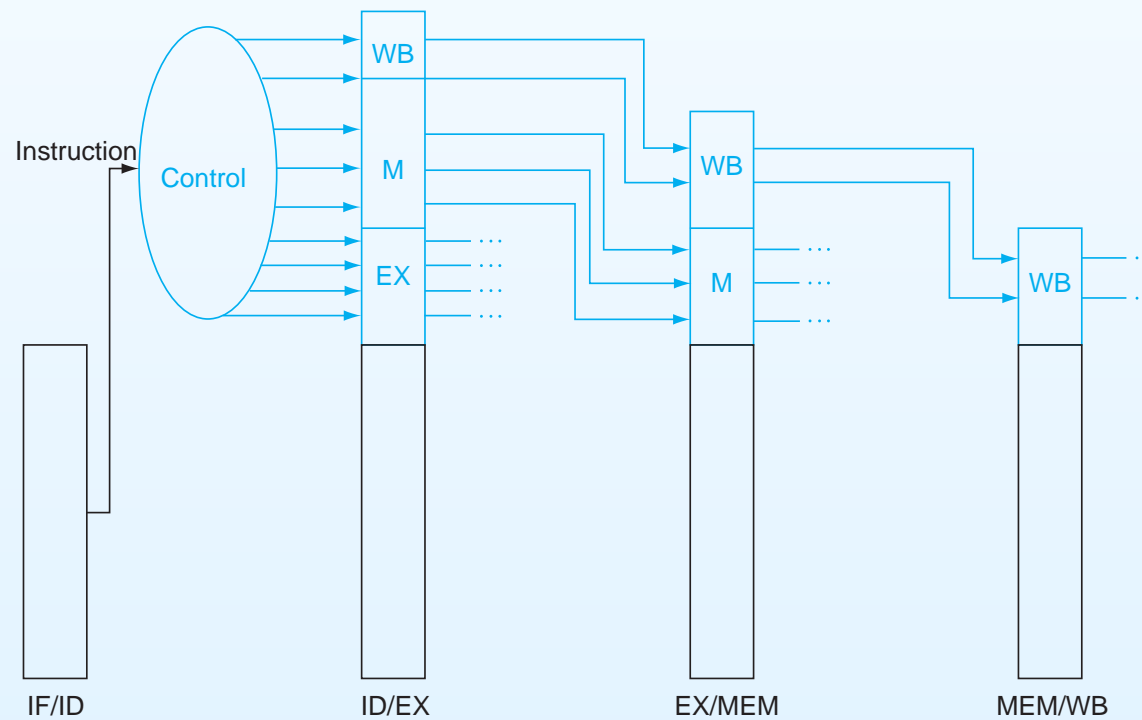 WB
Instruction
Control
M
WB
EX
M
WB
IF/ID
ID/EX
EX/MEM
MEM/WB